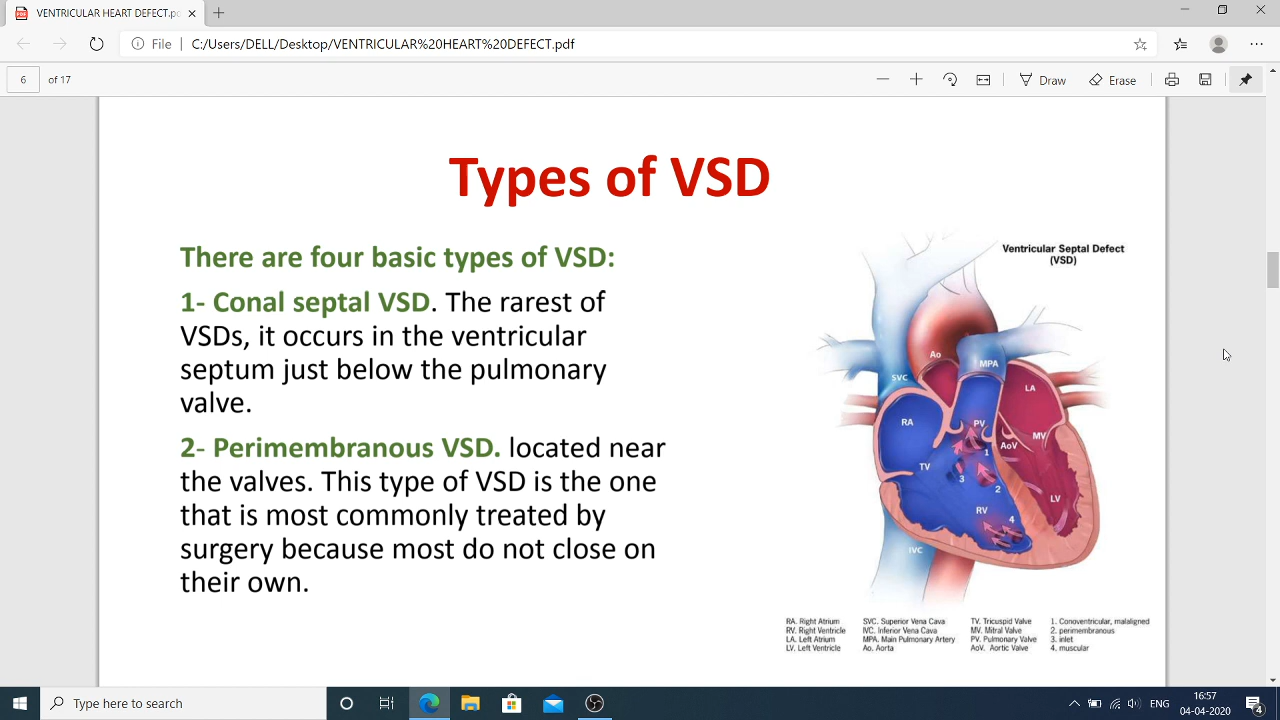 VENTRICULAR HEART DEFECT.pd
File
C:/Users/DELL/Desktop/VENTRICULAR%20HEART%20DEFECT.pdf
6 of 17
Draw
Erase
Types of VSD
There are four basic types of VSD:
1- Conal septal VSD. The rarest of
VSDs, it occurs in the ventricular
septum just below the pulmonary
valve.
2- Perimembranous VSD. located near
the valves. This type of VSD is the one
that is most commonly treated by
surgery because most do not close on
their own.
Ventricular Septal Defect
(VSD)
Ao
MPA
SVC
LA
RA
PV
MV
AoV
1
TV
3
2
LV
RV
4
IVC
RA. Right Atrium
RV. Right Ventricle
LA. Left Atrium
LV. Left Ventricle
SVC. Superior Vena Cava
IVC. Inferior Vena Cava
MPA. Main Pulmonary Artery
Ao. Aorta
TV. Tricuspid Valve
MV. Mitral Valve
PV. Pulmonary Valve
AoV. Aortic Valve
1. Conoventricular, malaligned
2. perimembranous
3. inlet
4. muscular
Type here to search
ENG
16:57
04-04-2020